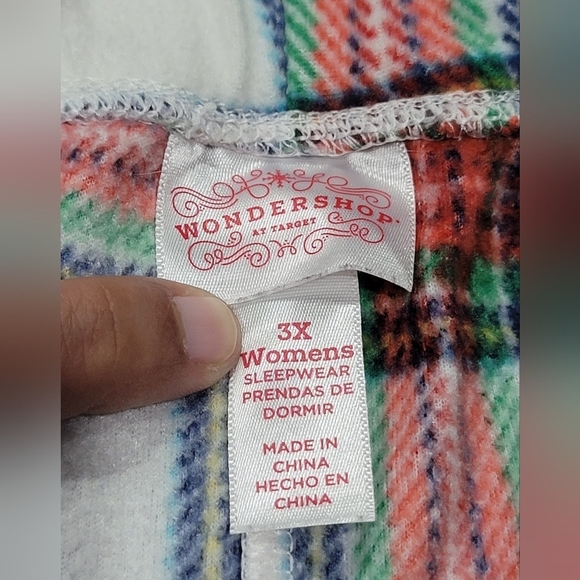 WONDERSHOP
AT TARGET
3X
Womens
SLEEPWEAR
PRENDAS DE
DORMIR
MADE IN
CHINA
HECHO EN
CHINA